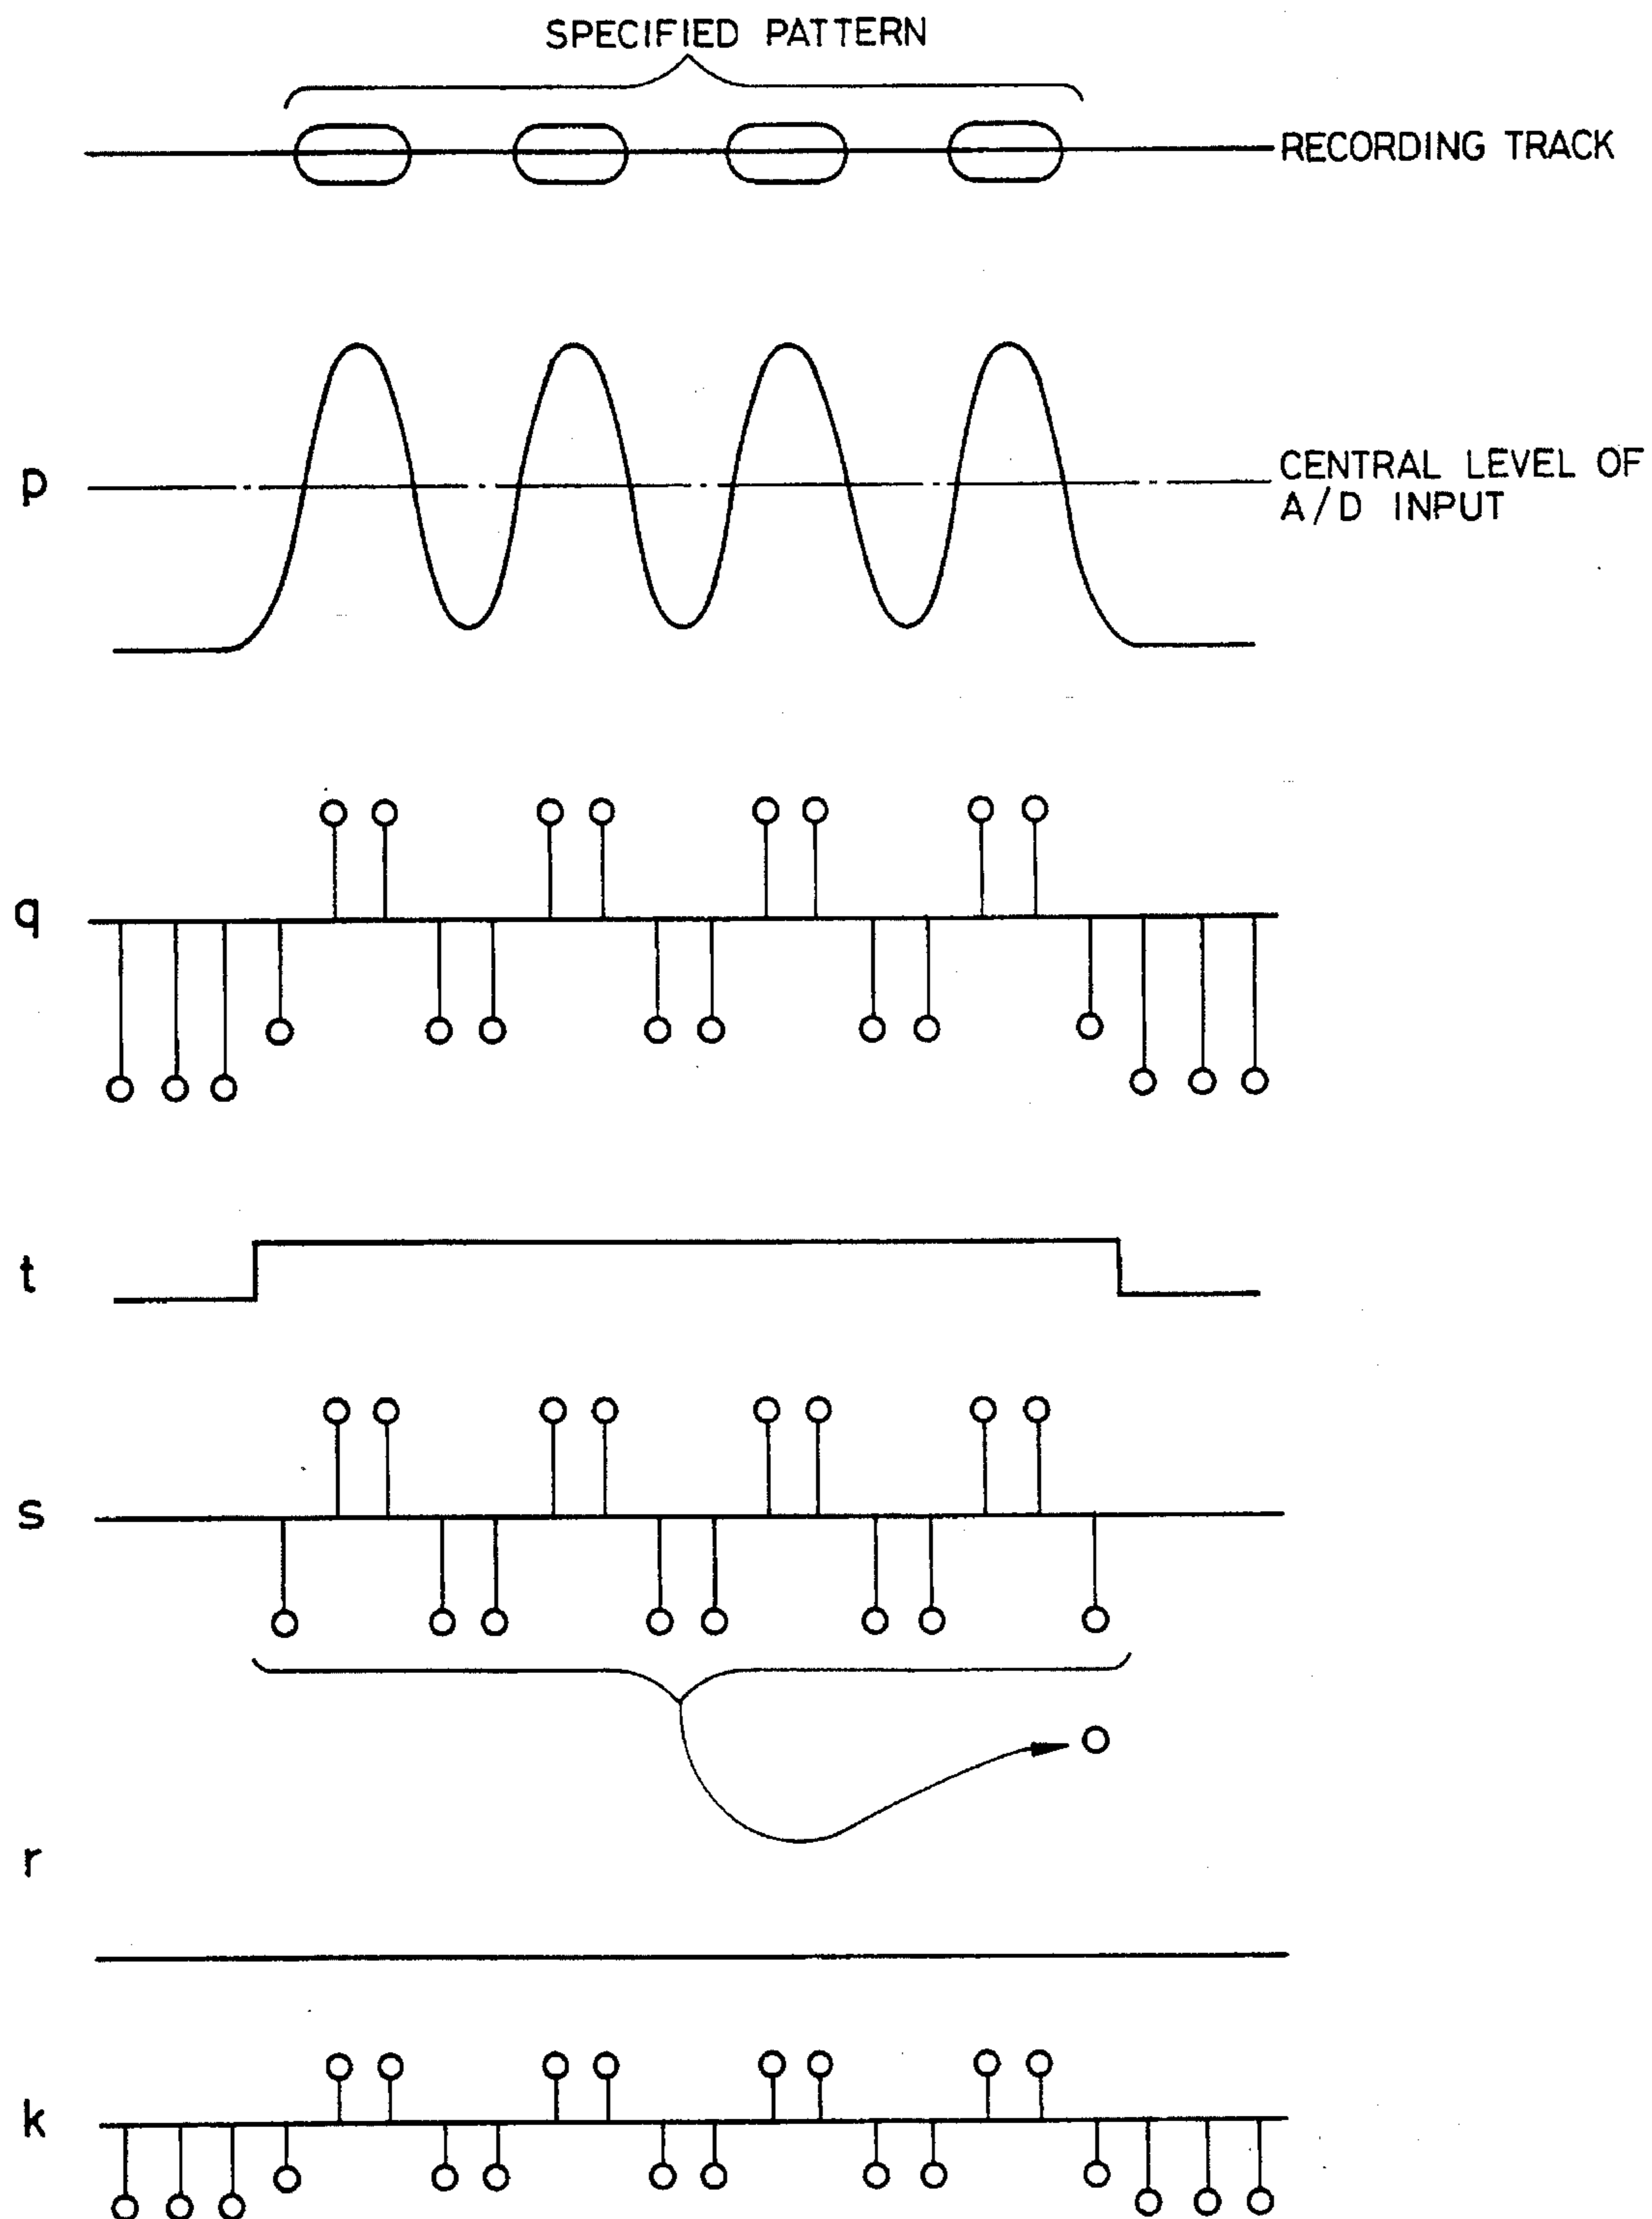 SPECIFIED PATTERN
RECORDING TRACK
p
CENTRAL LEVEL OF
A/D INPUT
q
t
s
r
k